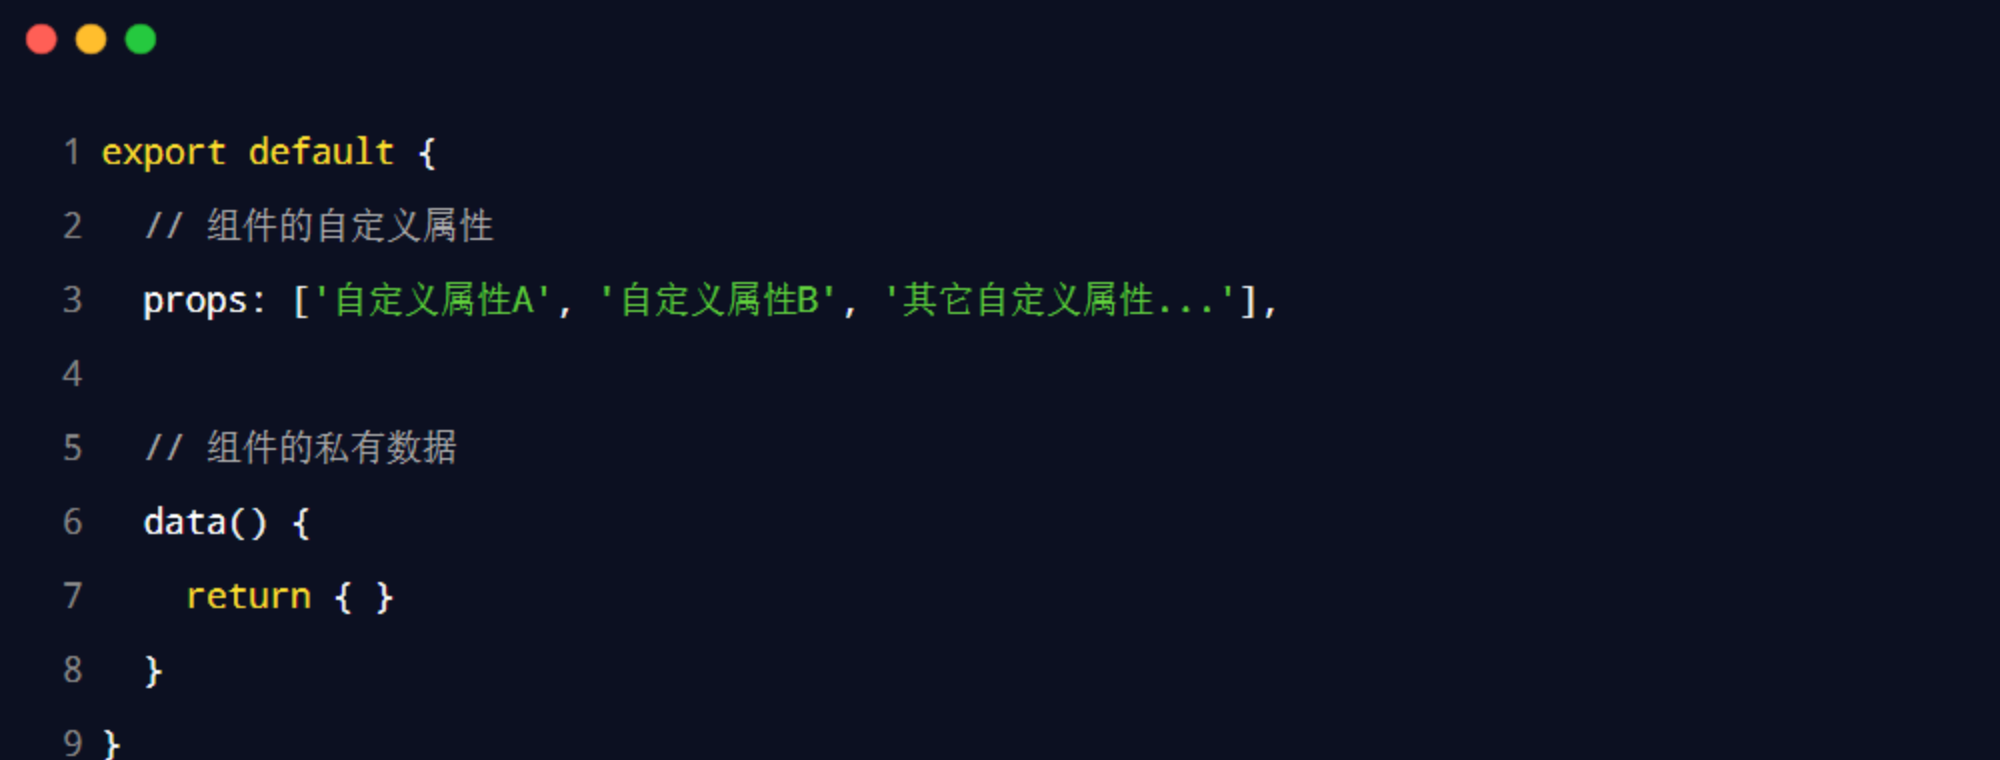 1 export default {
2 // 组件的自定义属性
3 props: ['自定义属性A', '自定义属性B', '其它自定义属性...'],
4
5 // 组件的私有数据
6 data() {
7 return { }
8 }
9 }